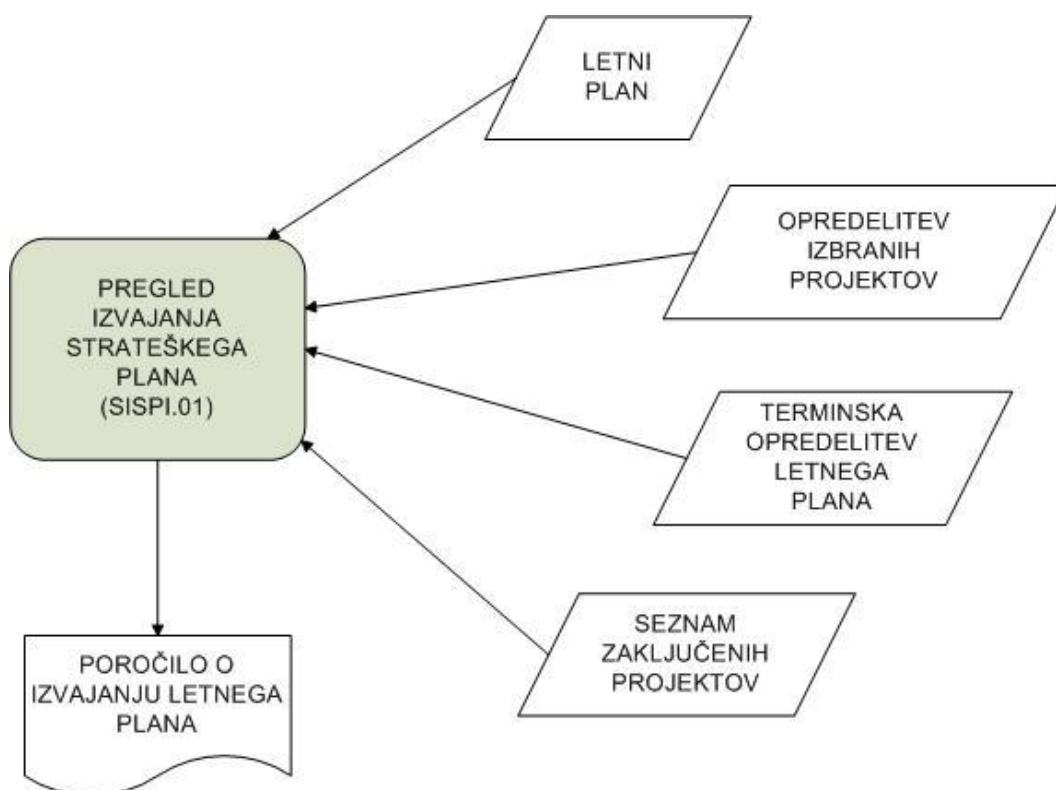 LETNI
PLAN
OPREDELITEV
IZBRANIH
PROJEKTOV
PREGLED
IZVAJANJA
STRATEŠKEGA
PLANA
(SISPI.01)
TERMINSKA
OPREDELITEV
LETNEGA
PLANA
SEZNAM
ZAKLJUČENIH
PROJEKTOV
POROČILO O
IZVAJANJU LETNEGA
PLANA